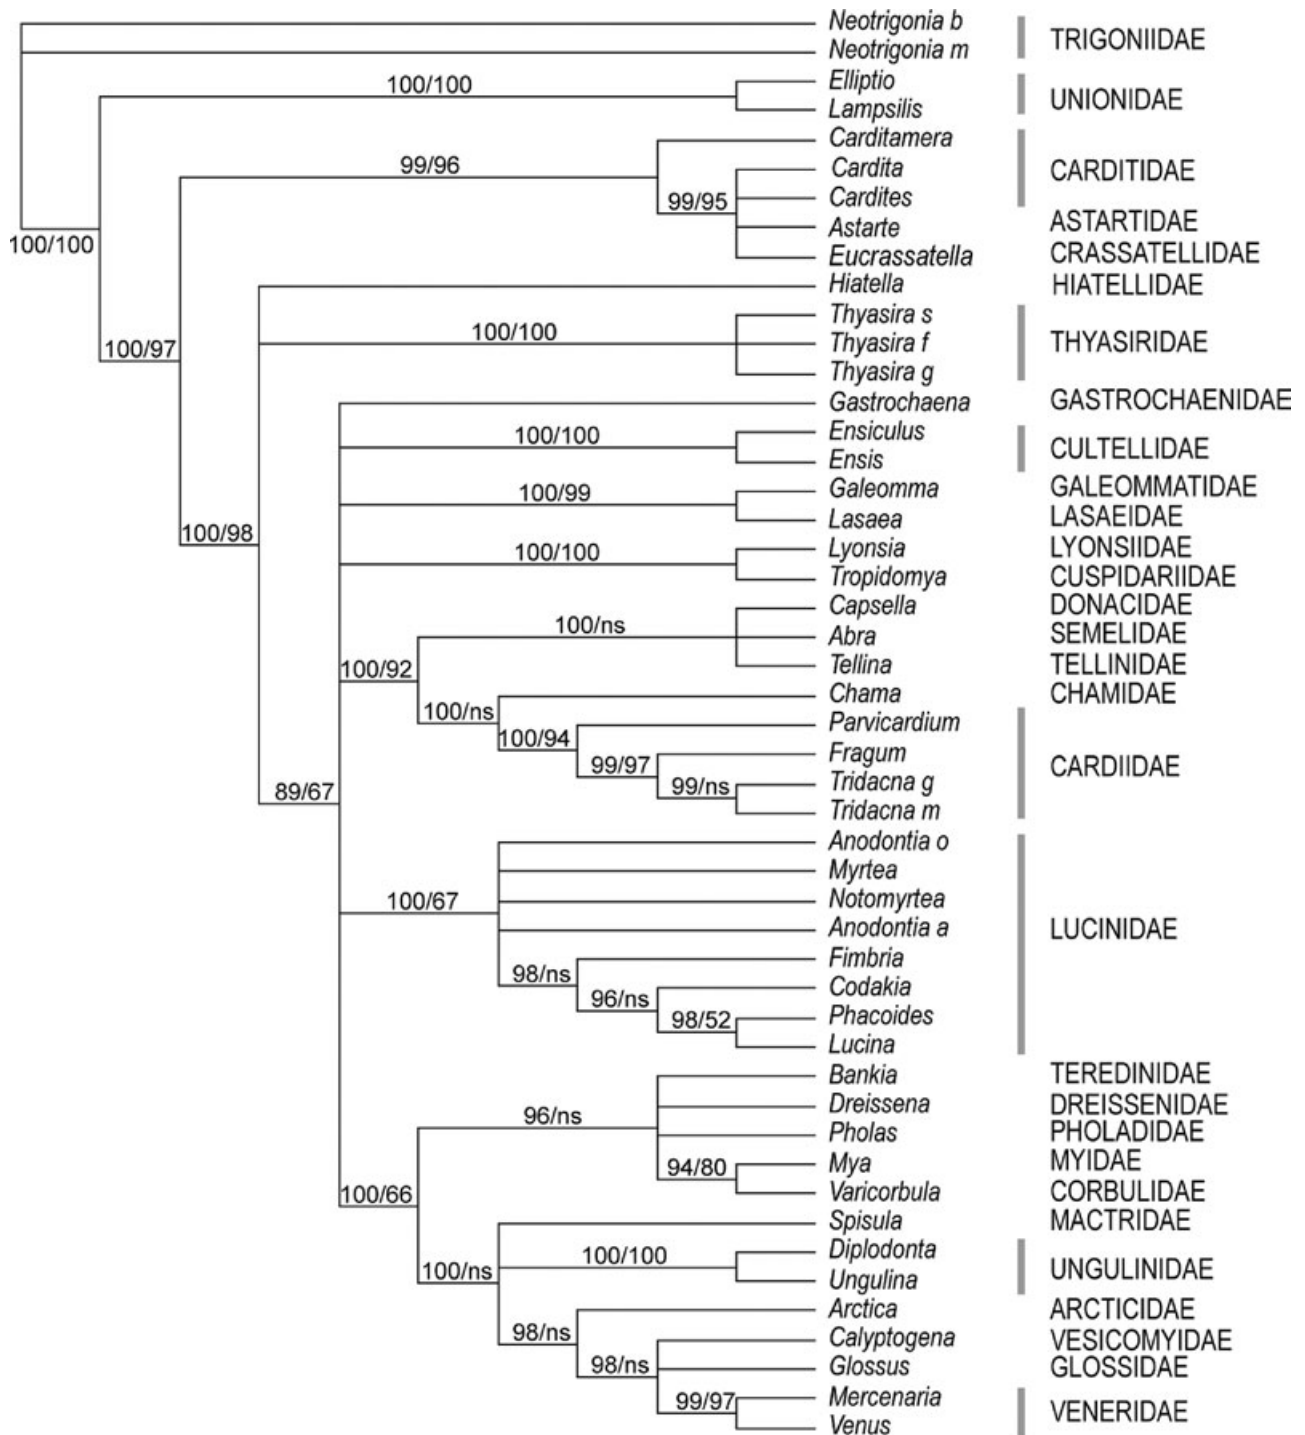 Neotrigonia b
Neotrigonia m
TRIGONIIDAE
100/100
Elliptio
Lampsilis
UNIONIDAE
99/96
Carditamera
Cardita
CARDITIDAE
99/95
Cardites
Astarte
ASTARTIDAE
100/100
Eucrassatella
CRASSATELLIDAE
Hiatella
HIATELLIDAE
100/100
Thyasira s
Thyasira f
THYASIRIDAE
100/97
Thyasira g
Gastrochaena
GASTROCHAENIDAE
100/100
Ensiculus
Ensis
CULTELLIDAE
100/99
Galeomma
GALEOMMATIDAE
Lasaea
LASAEIDAE
100/98
100/100
Lyonsia
LYONSIIDAE
Tropidomya
CUSPIDARIIDAE
Capsella
DONACIDAE
100/ns
Abra
SEMELIDAE
100/92
Tellina
TELLINIDAE
Chama
CHAMIDAE
100/ns
Parvicardium
100/94
Fragum
CARDIIDAE
99/97
Tridacna g
99/ns
Tridacna m
89/67
Anodontia o
Myrtea
100/67
Notomyrtea
Anodontia a
LUCINIDAE
Fimbria
98/ns
Codakia
96/ns
Phacoides
98/52
Lucina
Bankia
TEREDINIDAE
96/ns
Dreissena
DREISSENIDAE
Pholas
PHOLADIDAE
94/80
Mya
MYIDAE
100/66
Varicorbula
CORBULIDAE
Spisula
MACTRIDAE
100/100
Diplodonta
100/ns
Ungulina
UNGULINIDAE
Arctica
ARCTICIDAE
98/ns
Calyptogena
VESICOMYIDAE
98/ns
Glossus
GLOSSIDAE
99/97
Mercenaria
Venus
VENERIDAE